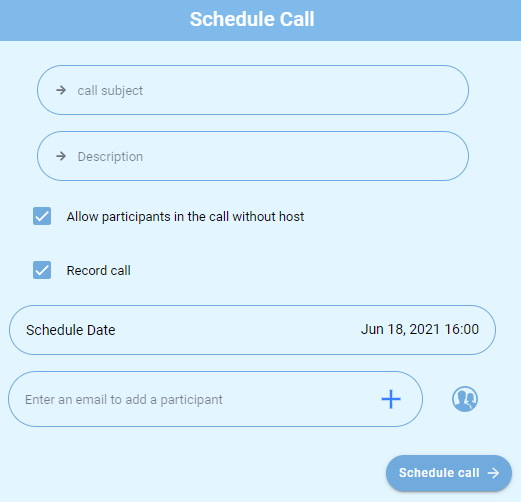 Schedule Call
call subject
Description
Allow participants in the call without host
Record call
Schedule Date Jun 18, 2021 16:00
Enter an email to add a participant
Schedule call